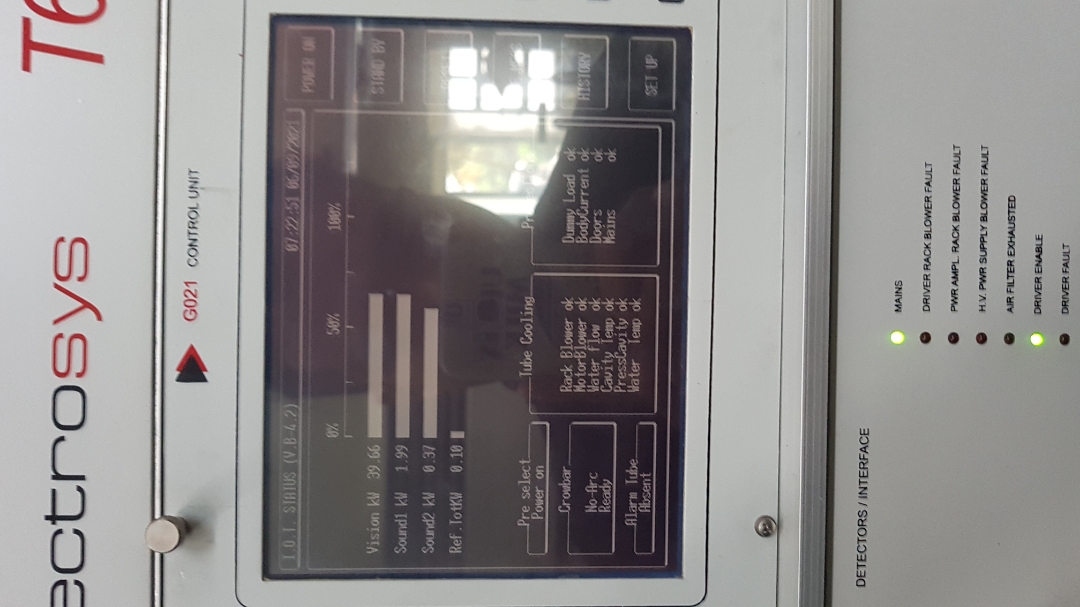 ectrosys T6
G021 CONTROL UNIT
I.O.T. STATUS (V.B-4.2) 07:22:51 06/09/2021
POWER ON
0% 50% 100%
Vision kW 39.66
STAND BY
Sound1 kW 1.99
Sound2 kW 0.37
Ref.TotKW 0.10
Pre select
Power on
Crowbar
No-Arc
Ready
Alarm Tube
Absent
Tube Cooling
Rack Blower ok
MotorBlower ok
Water flow ok
Cavity Temp ok
PressCavity ok
Water Temp ok
Dummy Load ok
BodyCurrent ok
Doors ok
Mains ok
HISTORY
SET UP
DETECTORS / INTERFACE
MAINS
DRIVER RACK BLOWER FAULT
PWR AMPL. RACK BLOWER FAULT
H.V. PWR SUPPLY BLOWER FAULT
AIR FILTER EXHAUSTED
DRIVER ENABLE
DRIVER FAULT